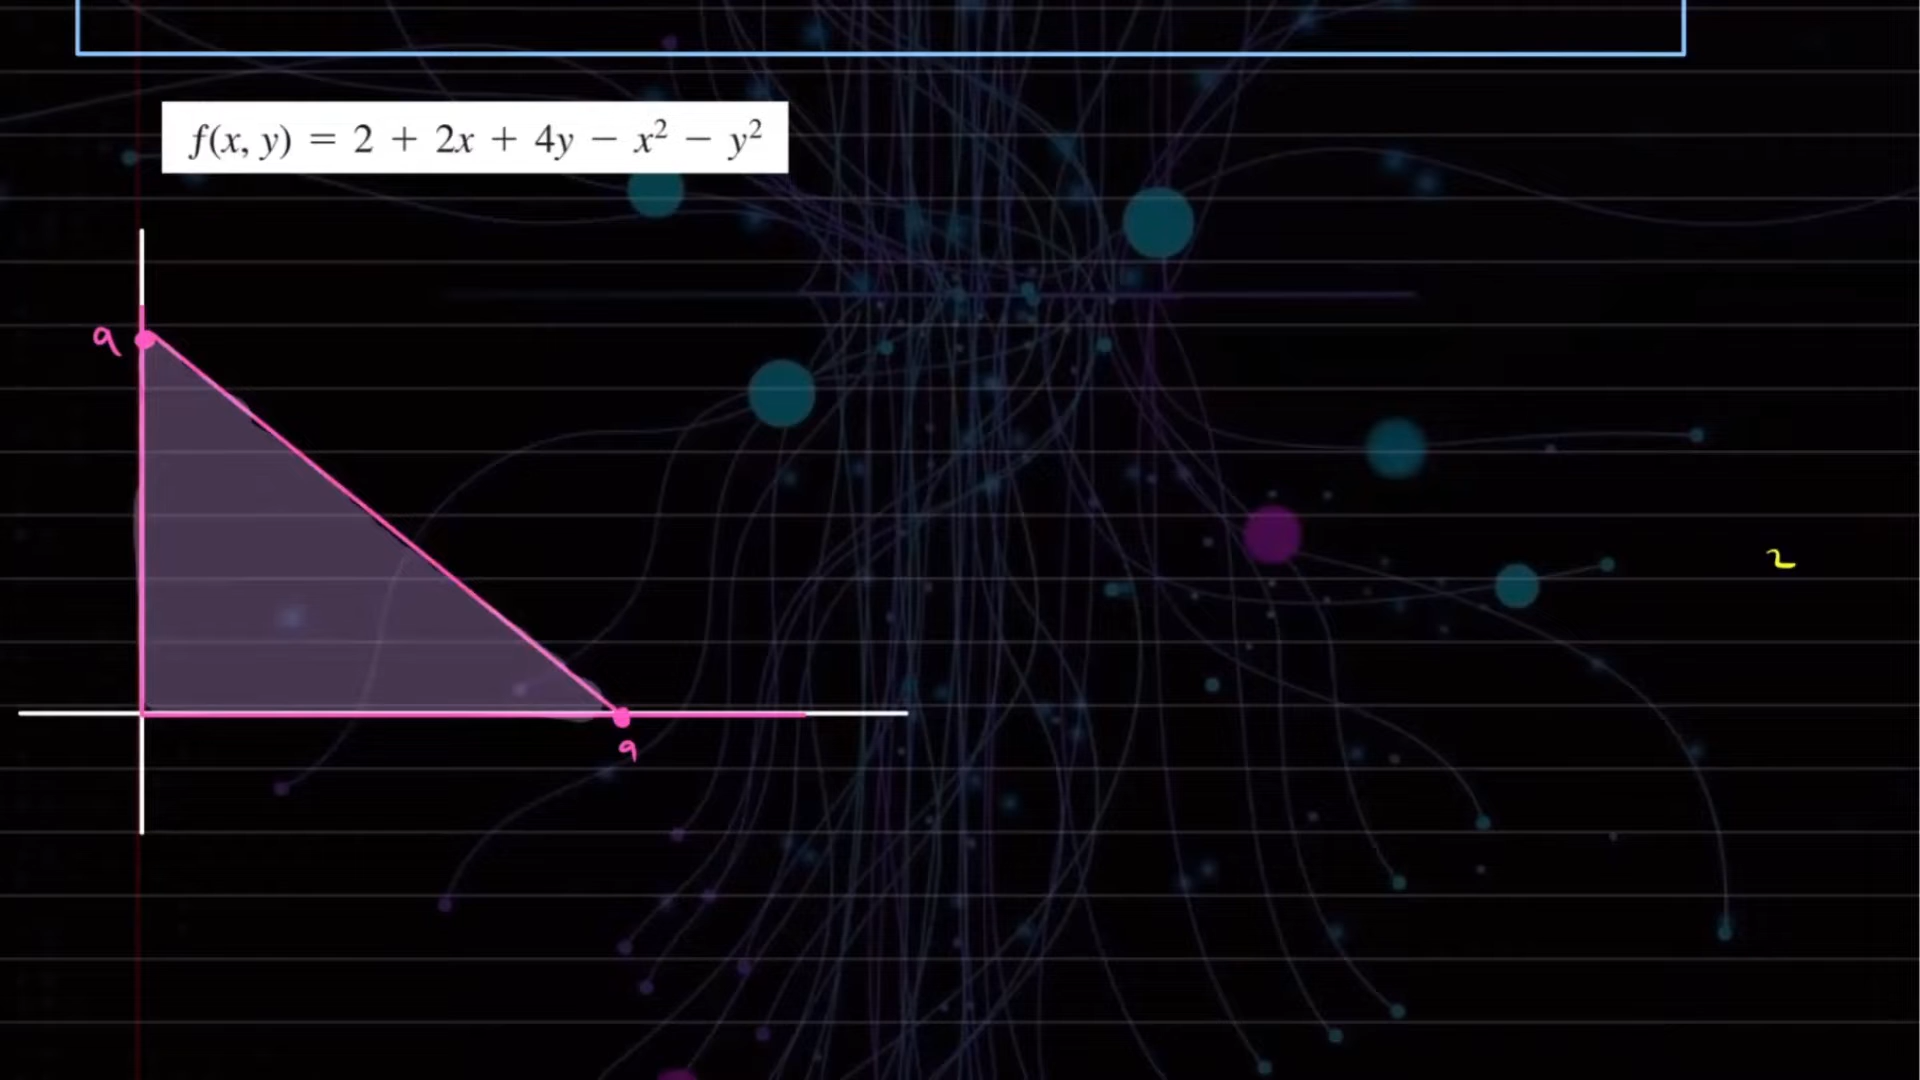 f(x, y) = 2 + 2x + 4y − x² − y²
9
2
9